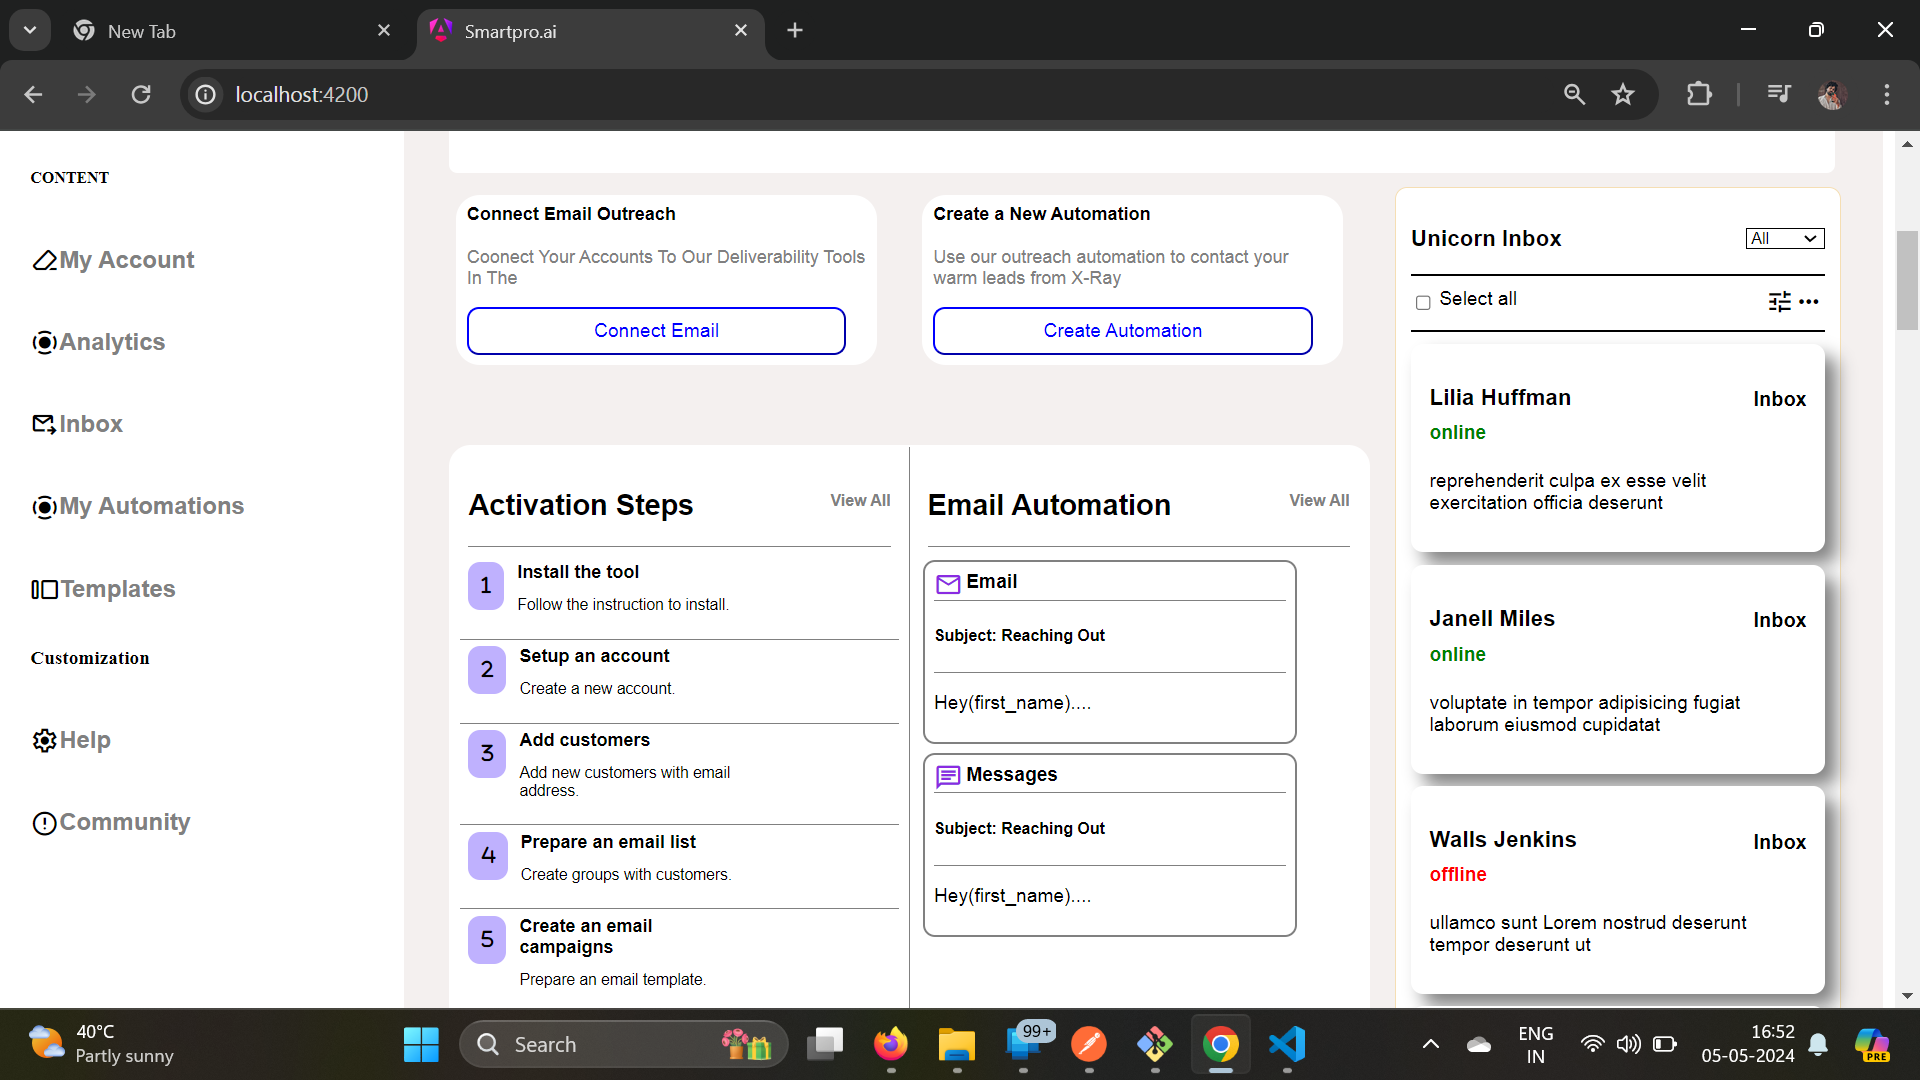 New Tab
Smartpro.ai
localhost:4200
CONTENT
My Account
Analytics
Inbox
My Automations
Templates
Customization
Help
Community
Connect Email Outreach
Coonect Your Accounts To Our Deliverability Tools
In The
Connect Email
Create a New Automation
Use our outreach automation to contact your
warm leads from X-Ray
Create Automation
Activation Steps
View All
1
Install the tool
Follow the instruction to install.
2
Setup an account
Create a new account.
3
Add customers
Add new customers with email
address.
4
Prepare an email list
Create groups with customers.
5
Create an email
campaigns
Prepare an email template.
Email Automation
View All
Email
Subject: Reaching Out
Hey(first_name)....
Messages
Subject: Reaching Out
Hey(first_name)....
Unicorn Inbox
All
Select all
Lilia Huffman
Inbox
online
reprehenderit culpa ex esse velit
exercitation officia deserunt
Janell Miles
Inbox
online
voluptate in tempor adipisicing fugiat
laborum eiusmod cupidatat
Walls Jenkins
Inbox
offline
ullamco sunt Lorem nostrud deserunt
tempor deserunt ut
40°C
Partly sunny
Search
99+
ENG
IN
16:52
05-05-2024
PRE